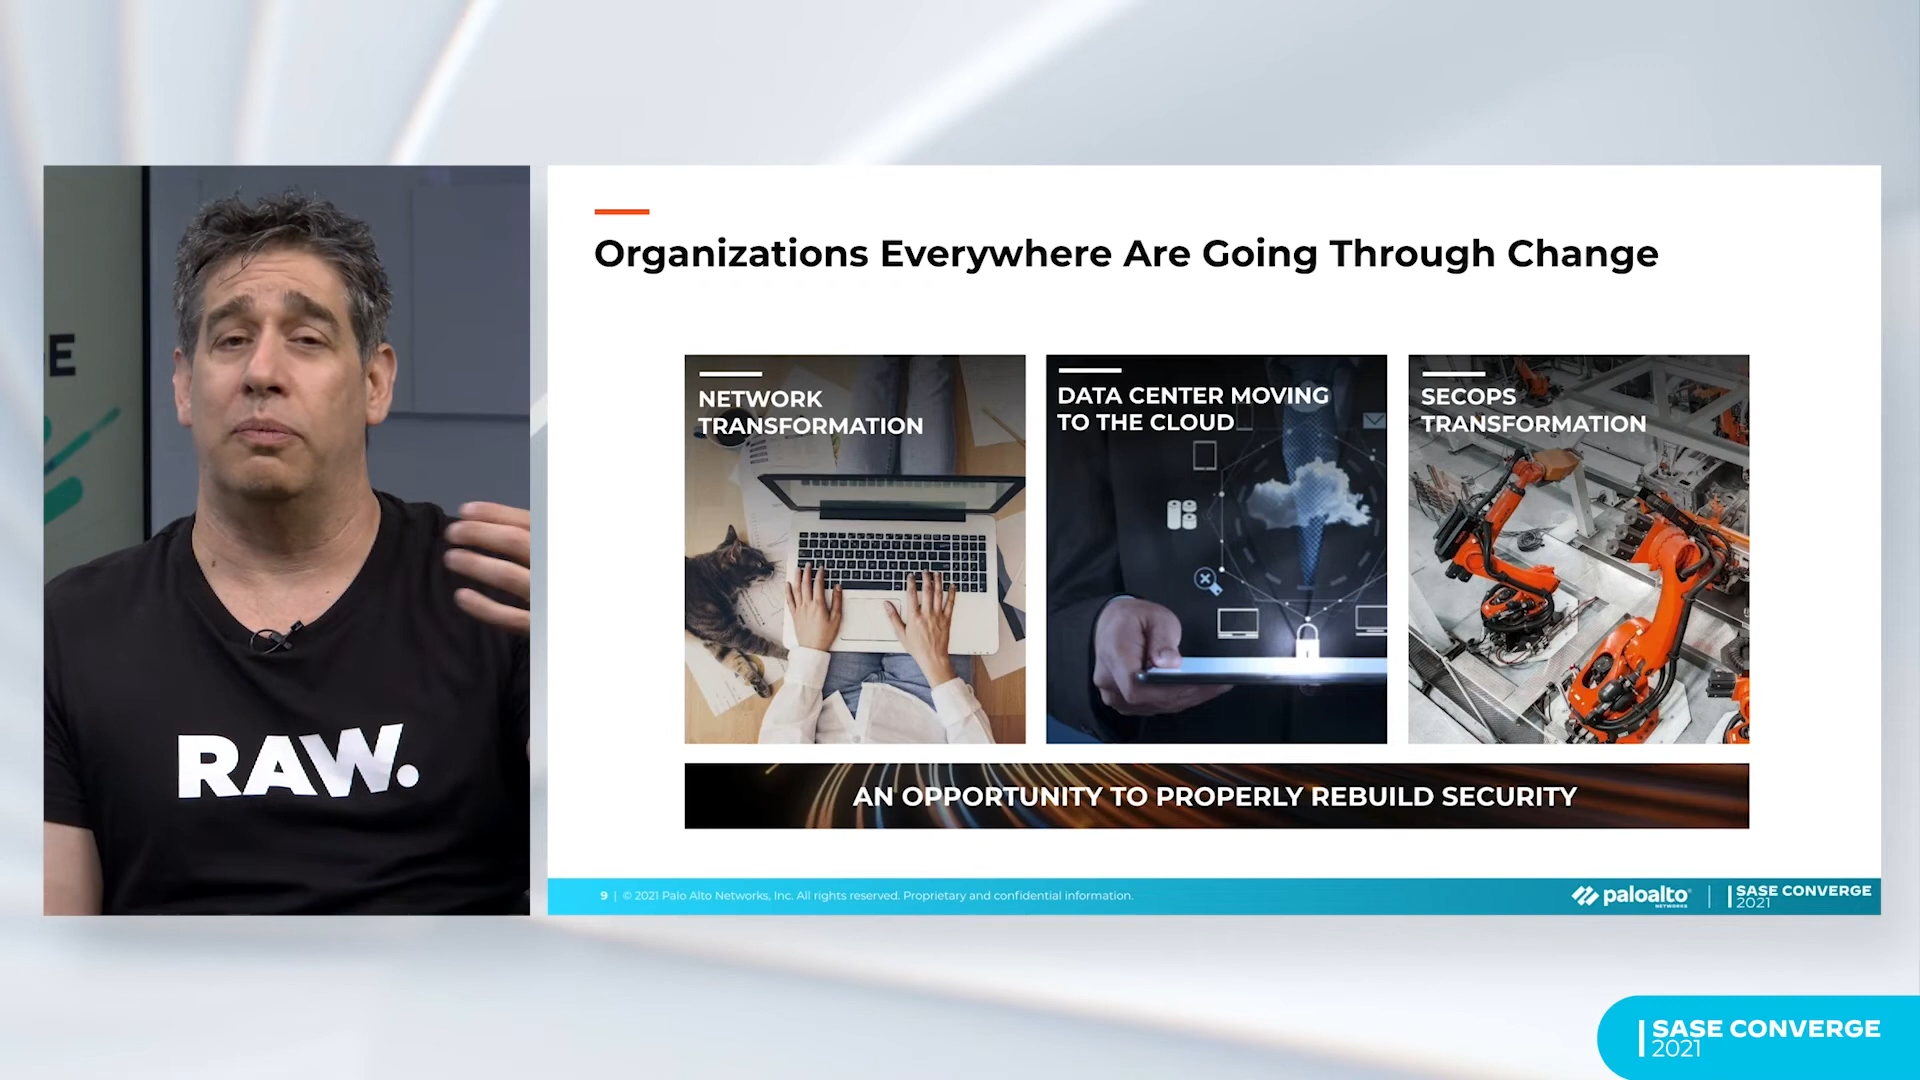 E
RAW.
Organizations Everywhere Are Going Through Change
NETWORK
TRANSFORMATION
DATA CENTER MOVING
TO THE CLOUD
SECOPS
TRANSFORMATION
AN OPPORTUNITY TO PROPERLY REBUILD SECURITY
9 | © 2021 Palo Alto Networks, Inc. All rights reserved. Proprietary and confidential information.
paloalto
NETWORKS
SASE CONVERGE
2021
SASE CONVERGE
2021